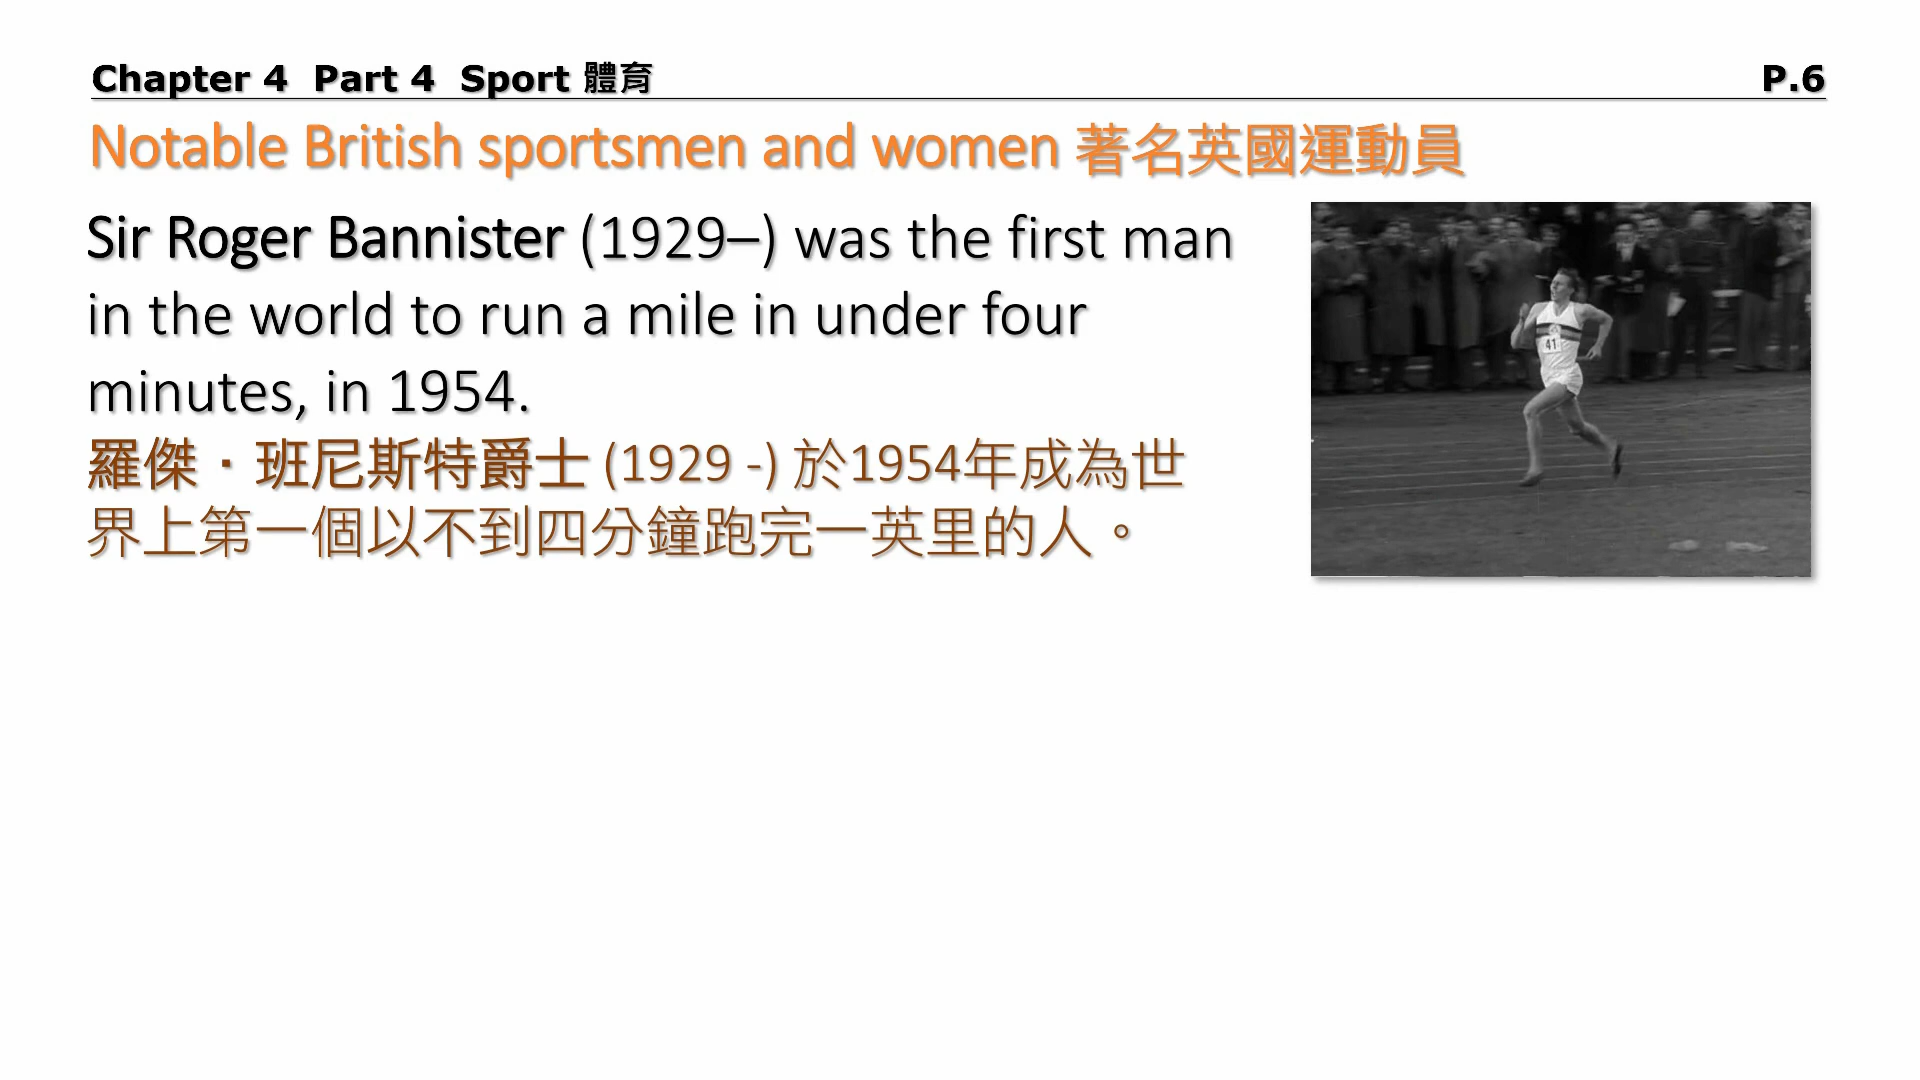 Chapter 4 Part 4 Sport 體育 P.6
Notable British sportsmen and women 著名英國運動員
Sir Roger Bannister (1929–) was the first man
in the world to run a mile in under four
minutes, in 1954.
羅傑．班尼斯特爵士 (1929 -) 於1954年成為世
界上第一個以不到四分鐘跑完一英里的人。
41